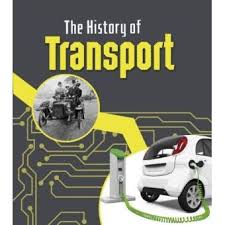 The History of
Transport